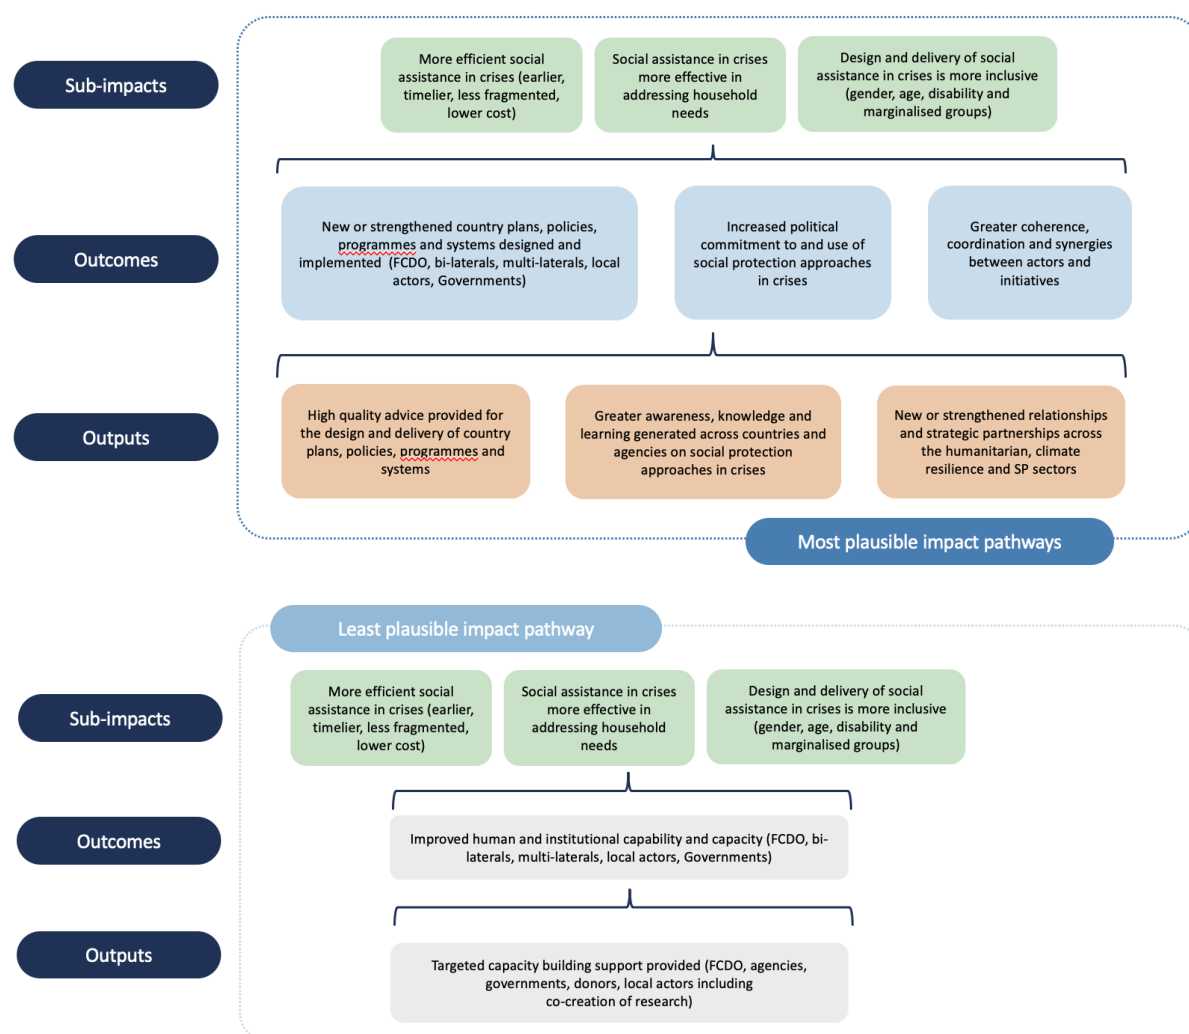 Sub-impacts
More efficient social
assistance in crises (earlier,
timelier, less fragmented,
lower cost)
Social assistance in crises
more effective in
addressing household
needs
Design and delivery of social
assistance in crises is more inclusive
(gender, age, disability and
marginalised groups)
Outcomes
New or strengthened country plans, policies,
programmes and systems designed and
implemented (FCDO, bi-laterals, multi-laterals, local
actors, Governments)
Increased political
commitment to and use of
social protection approaches
in crises
Greater coherence,
coordination and synergies
between actors and
initiatives
Outputs
High quality advice provided for
the design and delivery of country
plans, policies, programmes and
systems
Greater awareness, knowledge and
learning generated across countries and
agencies on social protection
approaches in crises
New or strengthened relationships
and strategic partnerships across
the humanitarian, climate
resilience and SP sectors
Most plausible impact pathways
Least plausible impact pathway
Sub-impacts
More efficient social
assistance in crises (earlier,
timelier, less fragmented,
lower cost)
Social assistance in crises
more effective in
addressing household
needs
Design and delivery of social
assistance in crises is more inclusive
(gender, age, disability and
marginalised groups)
Outcomes
Improved human and institutional capability and capacity (FCDO, bi-
laterals, multi-laterals, local actors, Governments)
Outputs
Targeted capacity building support provided (FCDO, agencies,
governments, donors, local actors including
co-creation of research)